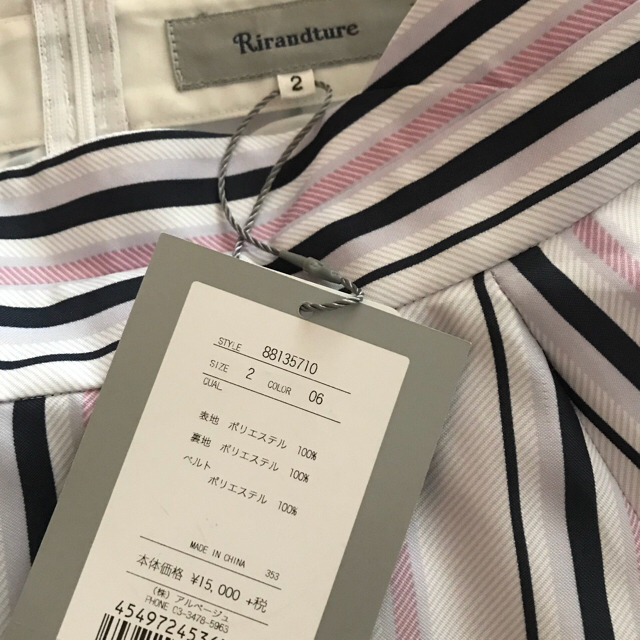 Rirandture
2
STYLE 88135710
SIZE 2 COLOR 06
CUAL
表地 ポリエステル 100%
裏地 ポリエステル 100%
ベルト
ポリエステル 100%
MADE IN CHINA 353
本体価格 ¥15,000 +税
(株) アルページュ
PHONE 03-3478-5963